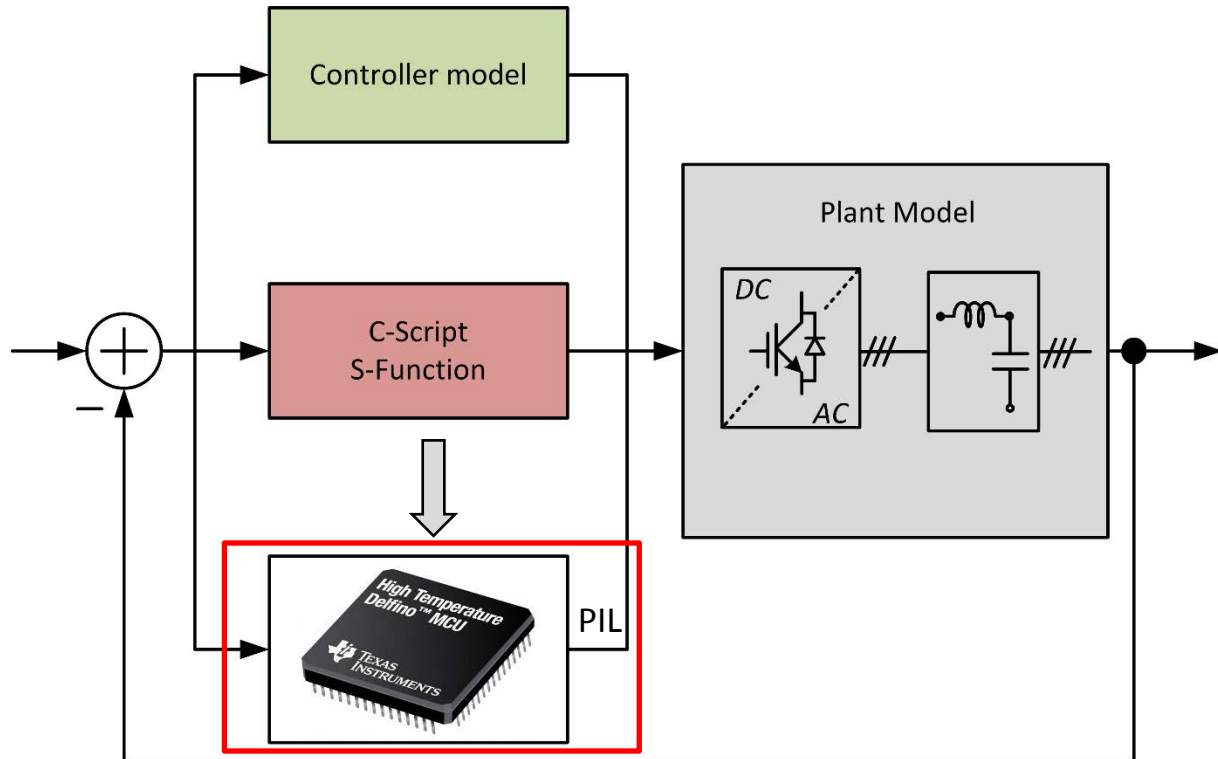 Controller model
Plant Model
DC
AC
C-Script
S-Function
High Temperature
Delfino™ MCU
TEXAS
INSTRUMENTS
PIL